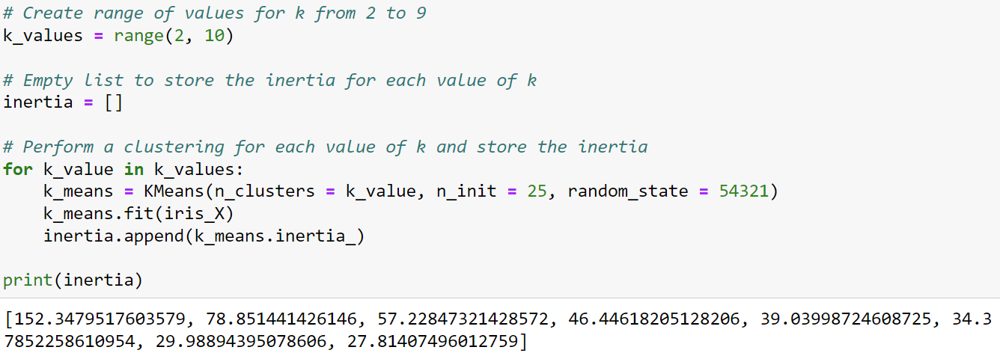 # Create range of values for k from 2 to 9
k_values = range(2, 10)
# Empty list to store the inertia for each value of k
inertia = []
# Perform a clustering for each value of k and store the inertia
for k_value in k_values:
    k_means = KMeans(n_clusters = k_value, n_init = 25, random_state = 54321)
    k_means.fit(iris_X)
    inertia.append(k_means.inertia_)
print(inertia)
[152.3479517603579, 78.851441426146, 57.22847321428572, 46.44618205128206, 39.03998724608725, 34.3
7852258610954, 29.98894395078606, 27.81407496012759]